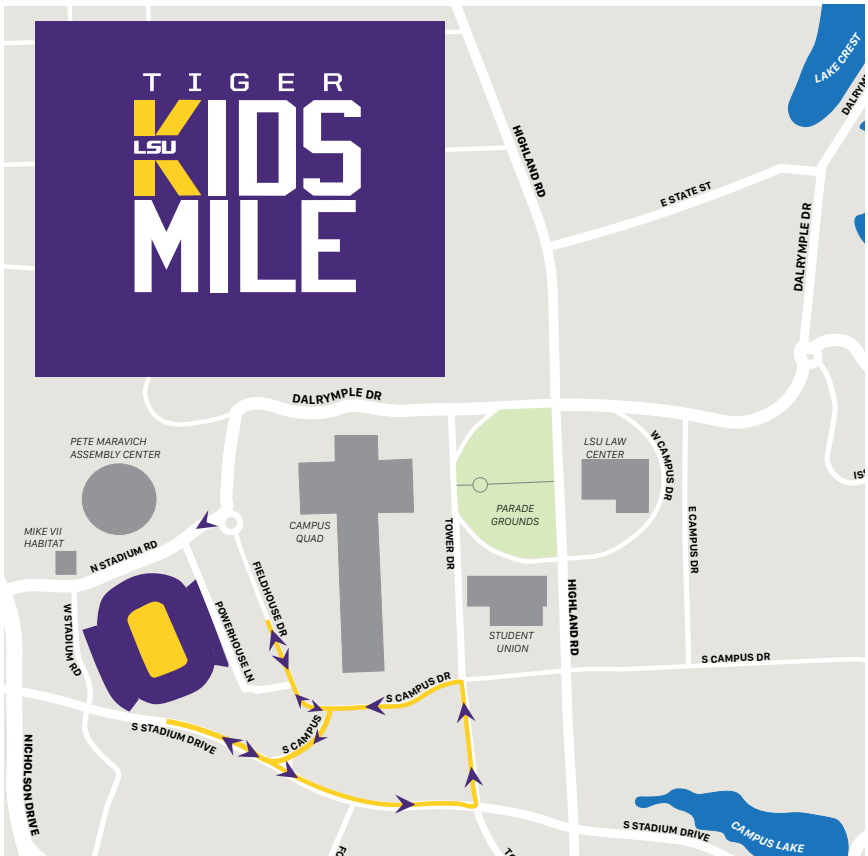 TIGER
KIDS
LSU
MILE
LAKE CREST
HIGHLAND RD
E STATE ST
DALRYMPLE DR
DALRYMPLE DR
PETE MARAVICH
ASSEMBLY CENTER
LSU LAW
CENTER
W CAMPUS DR
MIKE VII
HABITAT
N STADIUM RD
CAMPUS
QUAD
PARADE
GROUNDS
TOWER DR
E CAMPUS DR
FIELDHOUSE DR
POWERHOUSE LN
W STADIUM RD
HIGHLAND RD
STUDENT
UNION
S CAMPUS DR
S CAMPUS DR
S CAMPUS
S STADIUM DRIVE
NICHOLSON DRIVE
S STADIUM DRIVE
CAMPUS LAKE